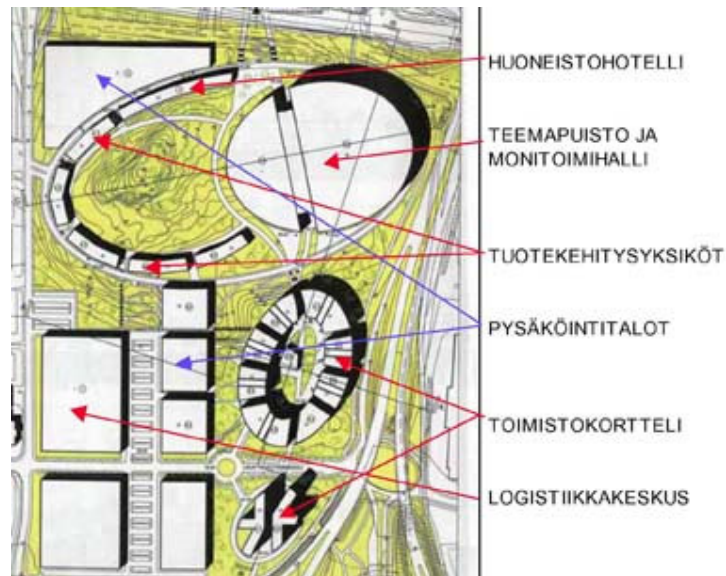 HUONEISTOHOTELLI
TEEMAPUISTO JA
MONITOIMIHALLI
TUOTEKEHITYSYKSIKÖT
PYSÄKÖINTITALOT
TOIMISTOKORTTELI
LOGISTIIKKAKESKUS